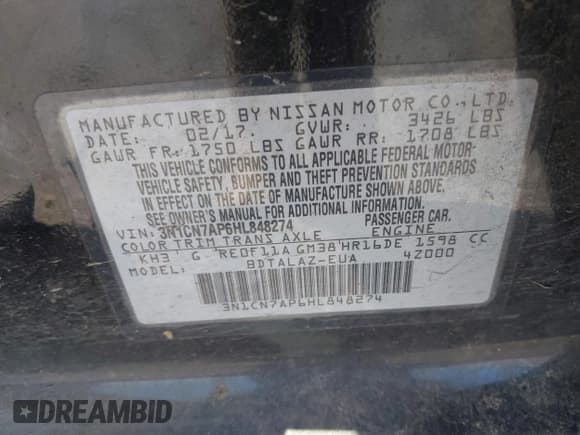 MANUFACTURED BY NISSAN MOTOR CO., LTD.
DATE: 02/17. GVWR: 3426 LBS
GAWR FR: 1750 LBS GAWR RR: 1708 LBS
THIS VEHICLE CONFORMS TO ALL APPLICABLE FEDERAL MOTOR-
VEHICLE SAFETY, BUMPER AND THEFT PREVENTION STANDARDS
IN EFFECT ON THE DATE OF MANUFACTURE SHOWN ABOVE.
SEE OWNER'S MANUAL FOR ADDITIONAL INFORMATION.
VIN: 3N1CN7AP6HL848274 PASSENGER CAR.
COLOR TRIM TRANS AXLE ENGINE
KH3 G RE0F11A GM38 HR16DE 1598 CC
MODEL: BDTALAZ-EUA 4Z000
3N1CN7AP6HL848274
DREAMBID